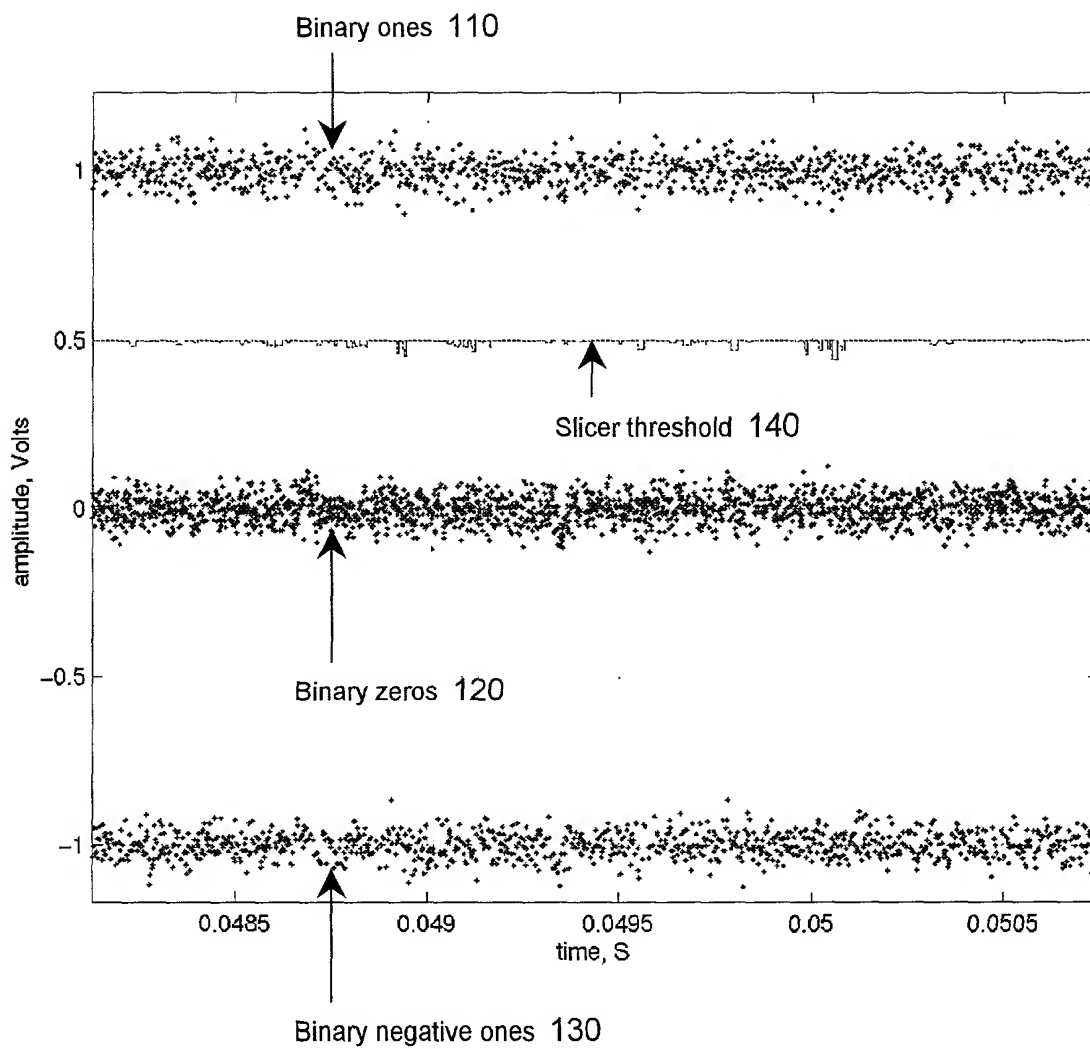 Binary ones 110
1
0.5
Slicer threshold 140
amplitude, Volts
0
-0.5
Binary zeros 120
-1
0.0485 0.049 0.0495 0.05 0.0505
time, S
Binary negative ones 130